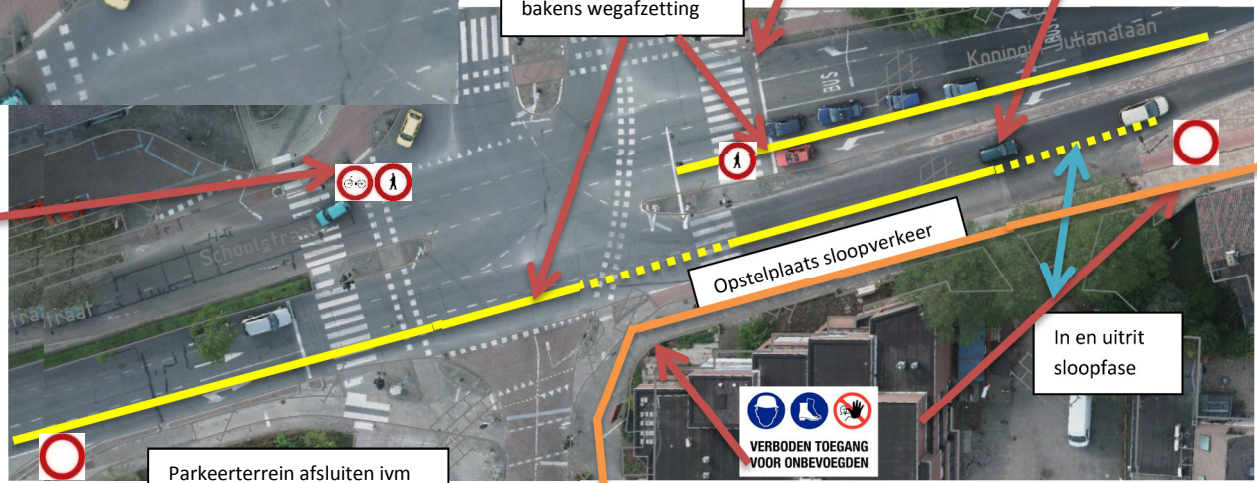 bakens wegafzetting
Koningin Julianalaan
BUS
BUS
Schoolstraat
Opstelplaats sloopverkeer
In en uitrit
sloopfase
VERBODEN TOEGANG
VOOR ONBEVOEGDEN
Parkeerterrein afsluiten ivm